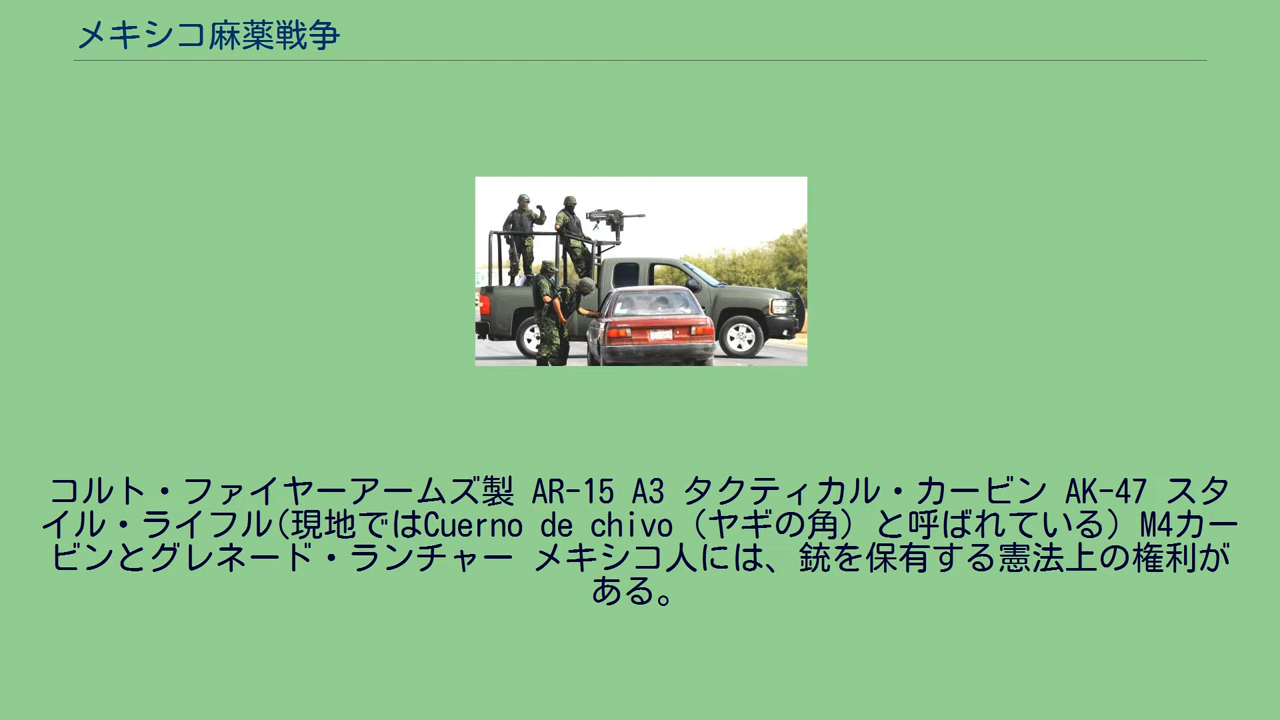 メキシコ麻薬戦争
コルト・ファイヤーアームズ製 AR-15 A3 タクティカル・カービン AK-47 スタ
イル・ライフル(現地ではCuerno de chivo（ヤギの角）と呼ばれている) M4カー
ビンとグレネード・ランチャー メキシコ人には、銃を保有する憲法上の権利が
ある。